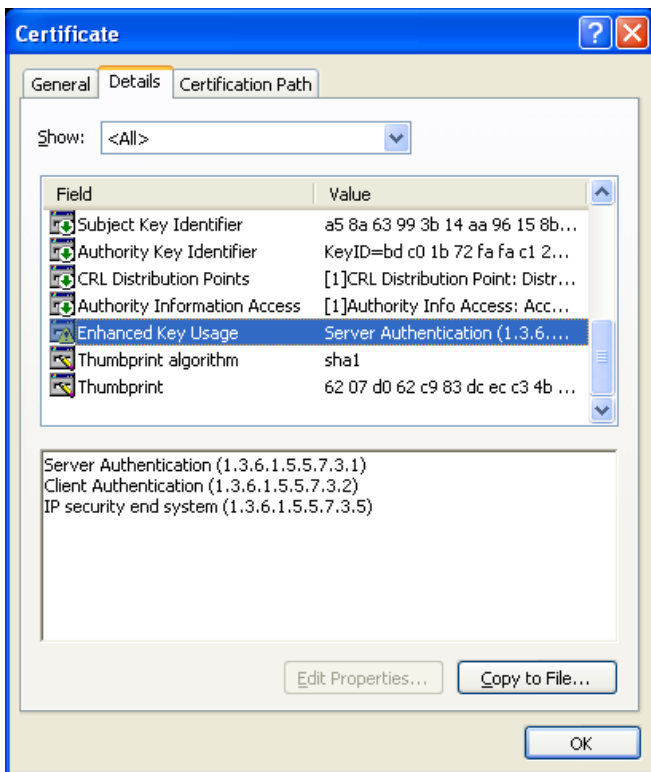 Certificate
General Details Certification Path
Show: <All>
Field Value
Subject Key Identifier a5 8a 63 99 3b 14 aa 96 15 8b...
Authority Key Identifier KeyID=bd c0 1b 72 fa fa c1 2...
CRL Distribution Points [1]CRL Distribution Point: Distr...
Authority Information Access [1]Authority Info Access: Acc...
Enhanced Key Usage Server Authentication (1.3.6....
Thumbprint algorithm sha1
Thumbprint 62 07 d0 62 c9 83 dc ec c3 4b ...
Server Authentication (1.3.6.1.5.5.7.3.1)
Client Authentication (1.3.6.1.5.5.7.3.2)
IP security end system (1.3.6.1.5.5.7.3.5)
Edit Properties... Copy to File...
OK